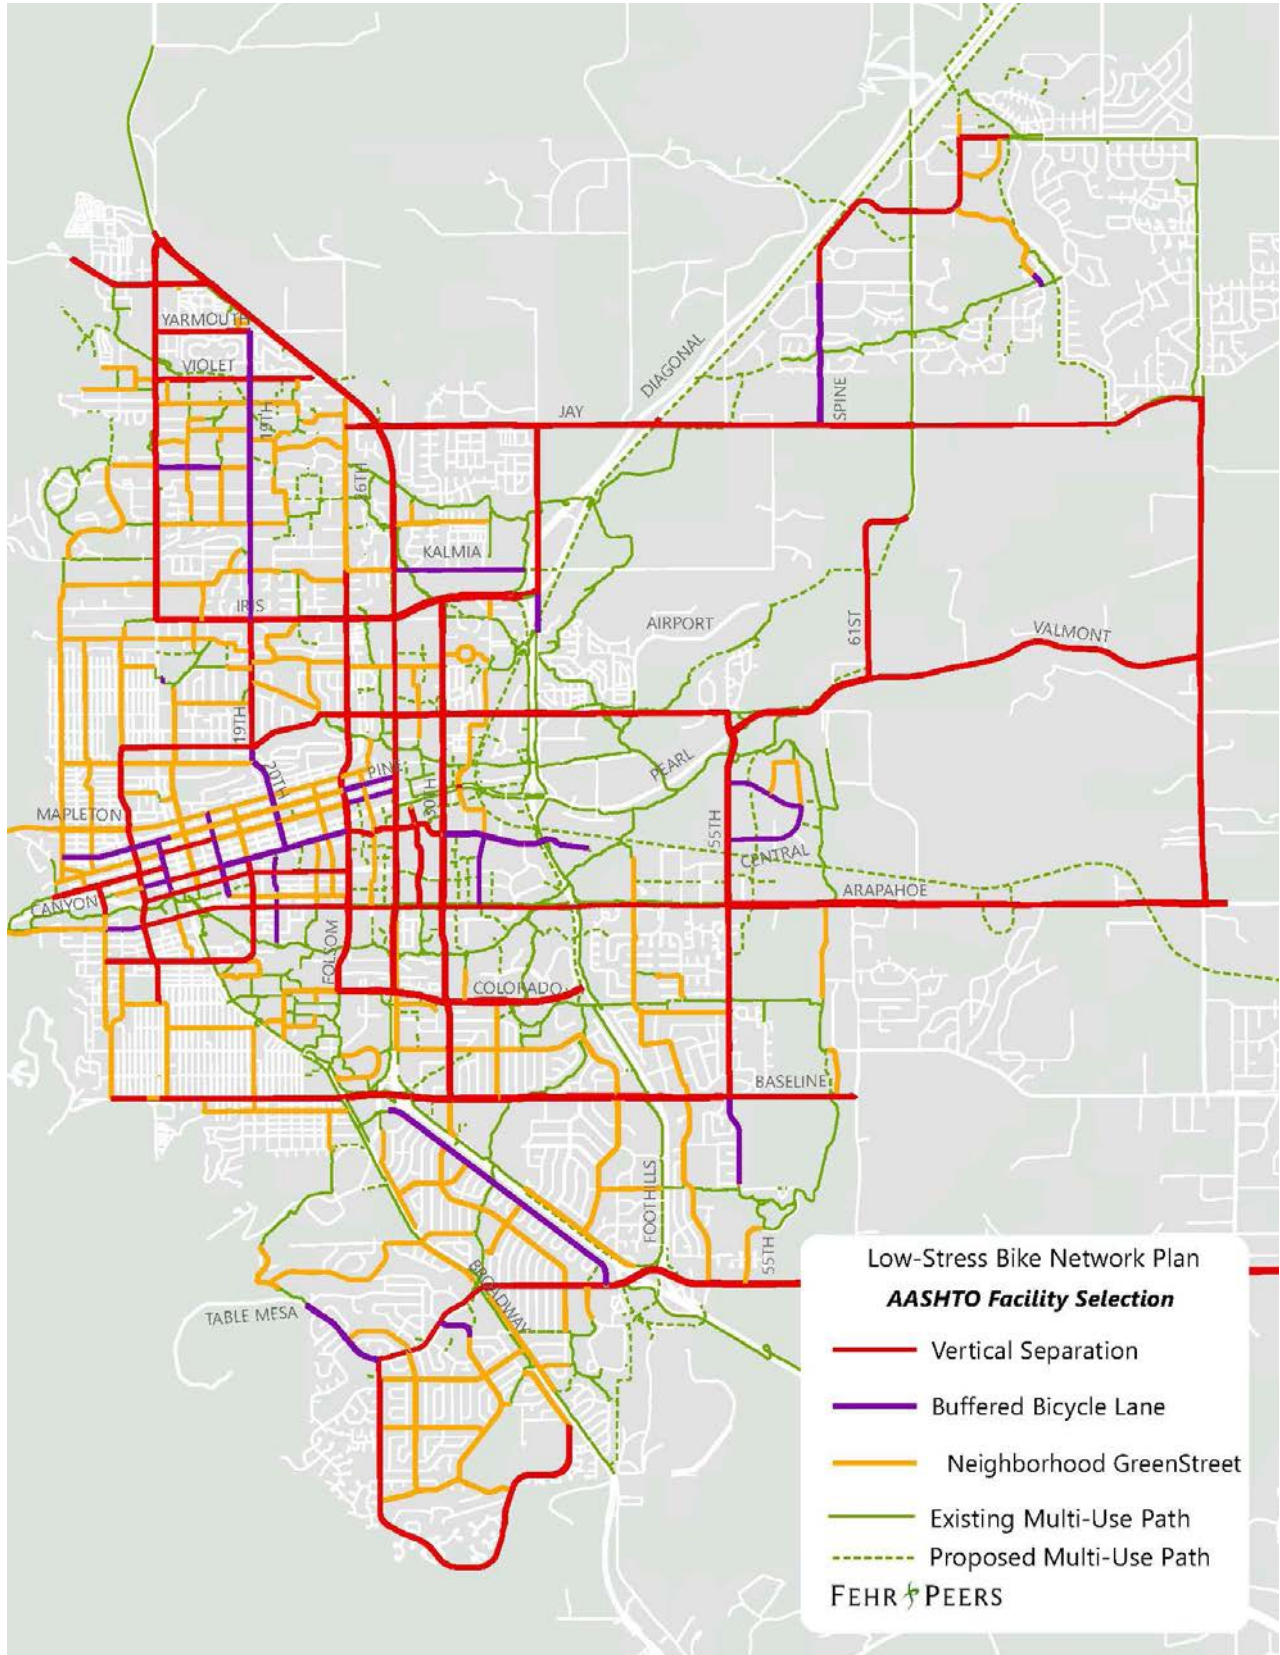 YARMOUTH
VIOLET
19TH
DIAGONAL
SPINE
JAY
26TH
KALMIA
IRIS
AIRPORT
61ST
VALMONT
19TH
20TH
PINE
30TH
PEARL
MAPLETON
55TH
CENTRAL
CANYON
ARAPAHOE
FOLSOM
COLORADO
BASELINE
FOOTHILLS
55TH
BROADWAY
TABLE MESA
Low-Stress Bike Network Plan
AASHTO Facility Selection
Vertical Separation
Buffered Bicycle Lane
Neighborhood GreenStreet
Existing Multi-Use Path
Proposed Multi-Use Path
FEHR PEERS